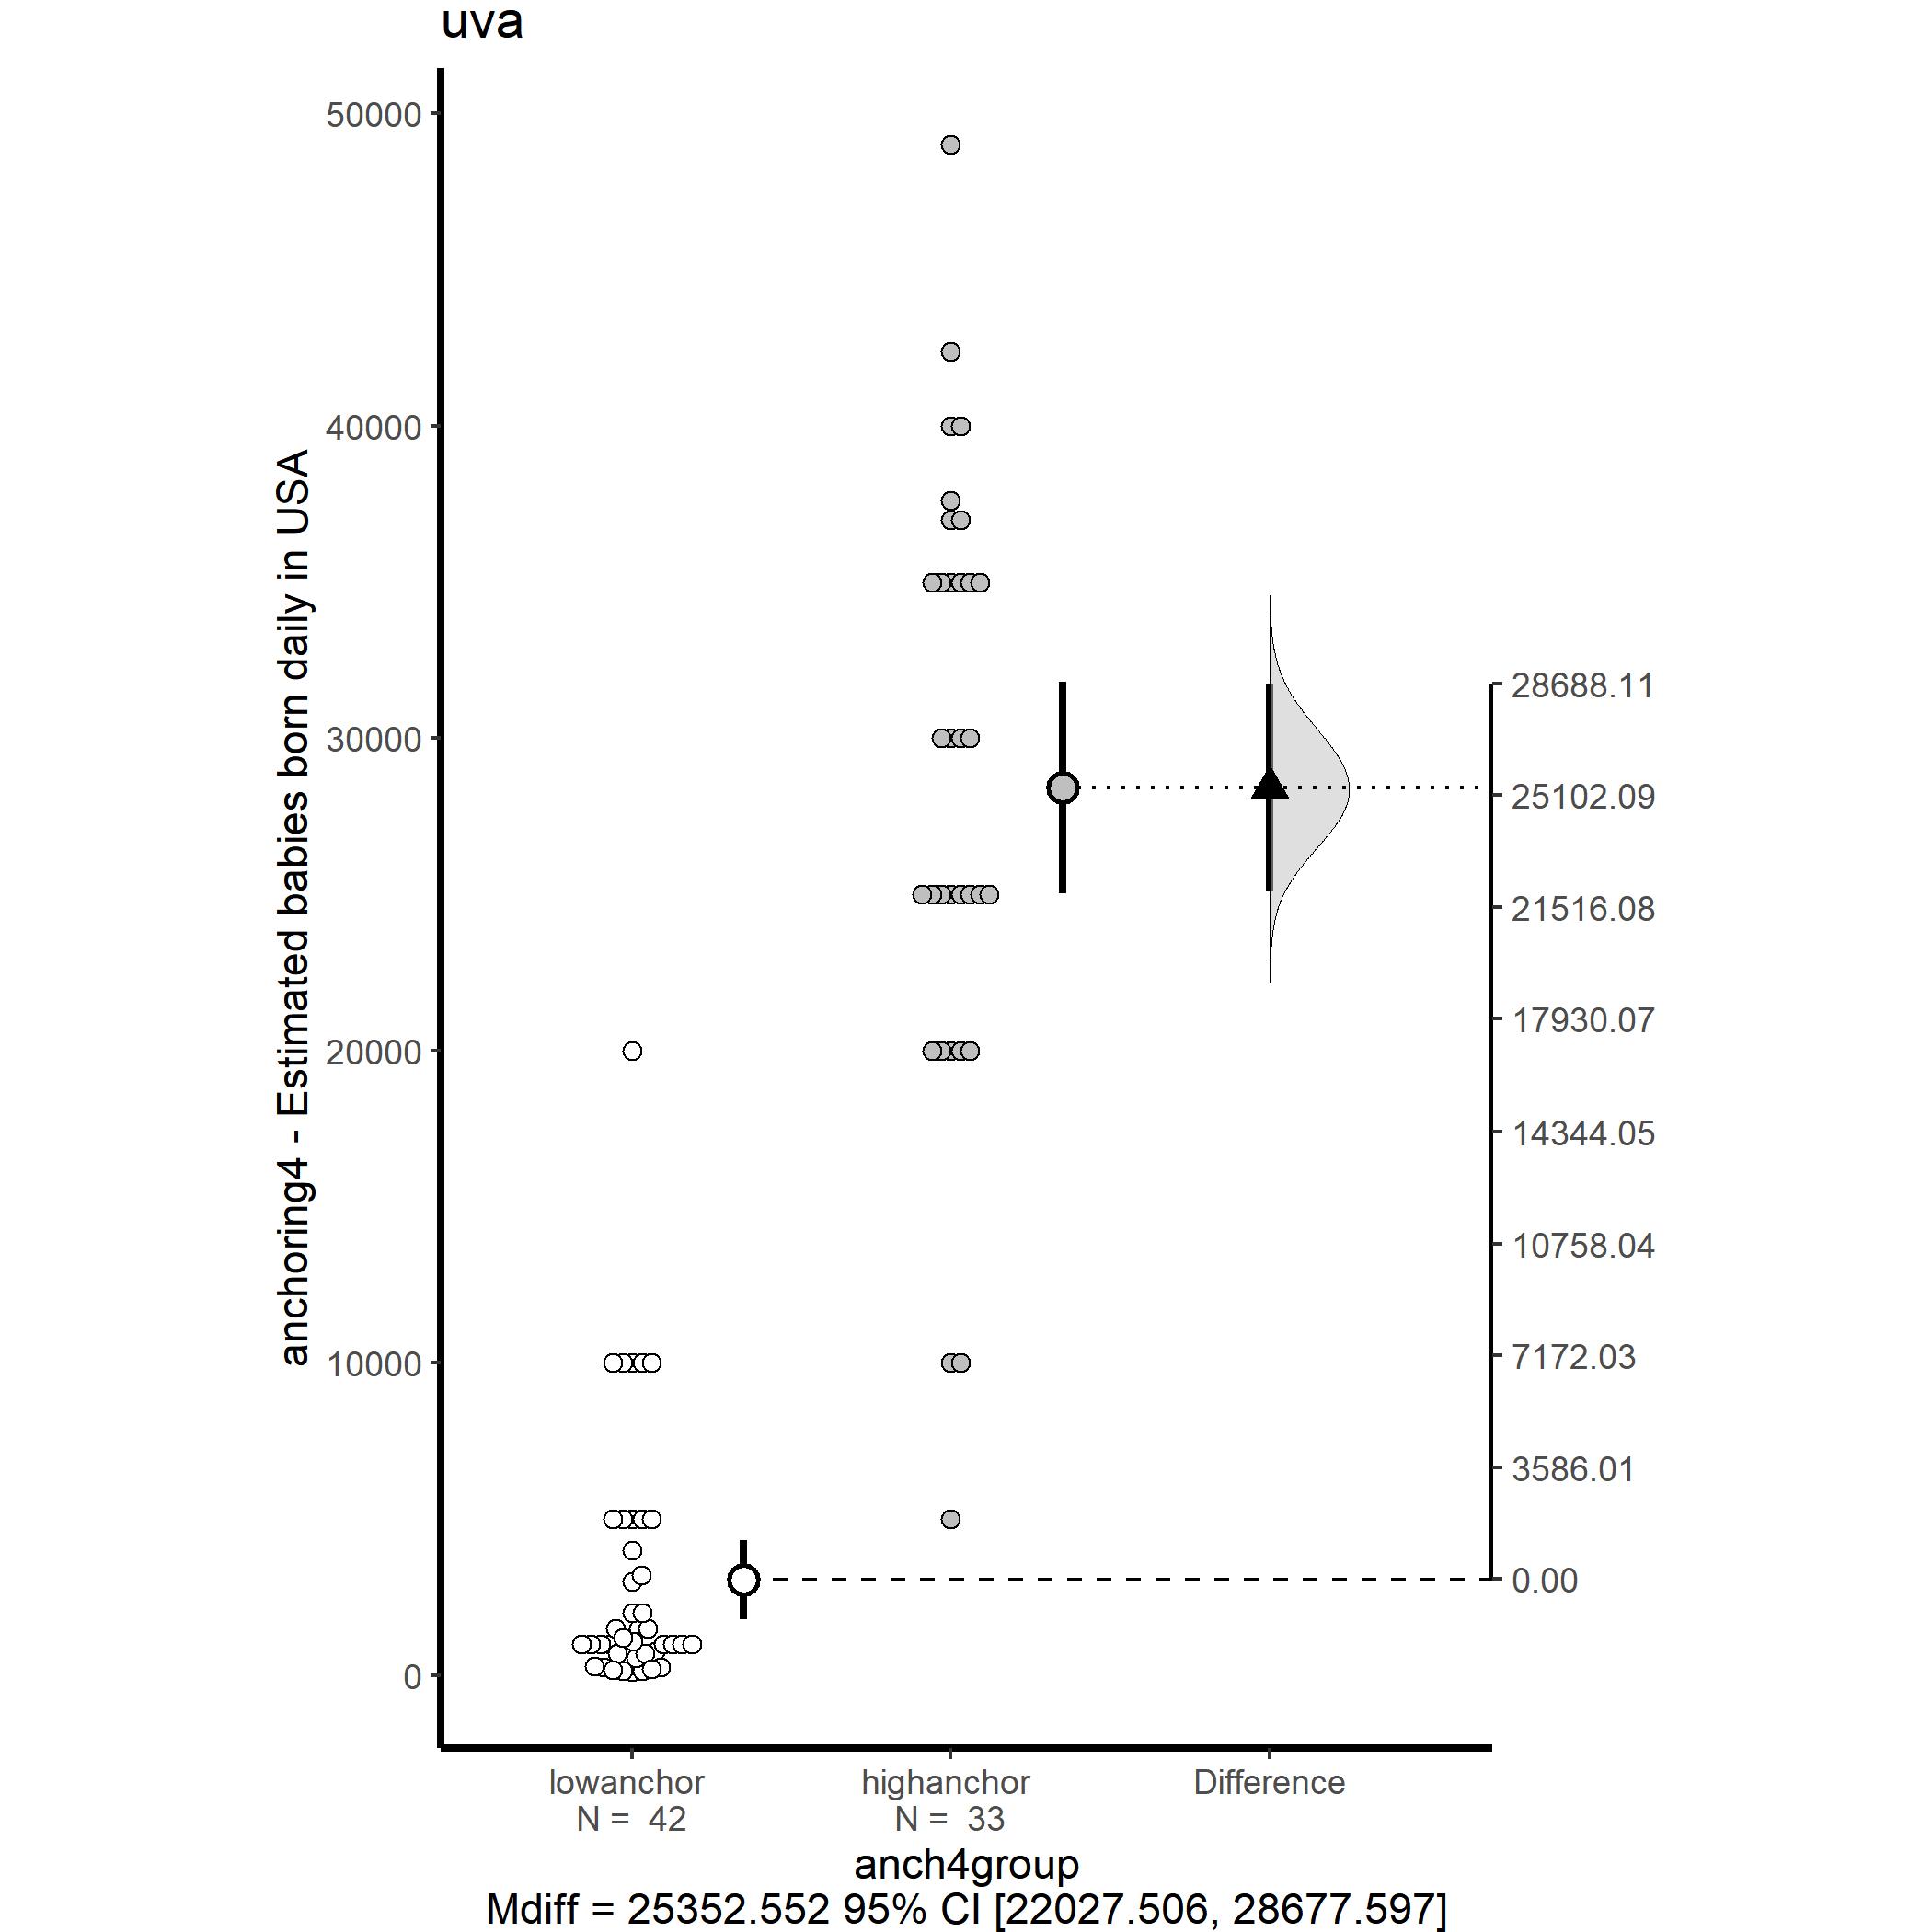 uva
anchoring4 - Estimated babies born daily in USA
50000
40000
30000
20000
10000
0
28688.11
25102.09
21516.08
17930.07
14344.05
10758.04
7172.03
3586.01
0.00
lowanchor
N =  42
highanchor
N =  33
Difference
anch4group
Mdiff = 25352.552 95% CI [22027.506, 28677.597]